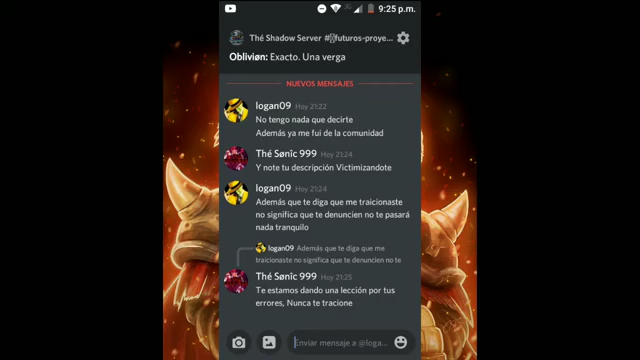 9:25 p.m.
Thé Shadow Server #futuros-proye...
Obliviøn: Exacto. Una verga
NUEVOS MENSAJES
logan09 Hoy 21:22
No tengo nada que decirte
Además ya me fui de la comunidad
Thé Sønîc 999 Hoy 21:24
Y note tu descripción Victimizandote
logan09 Hoy 21:24
Además que te diga que me traicionaste
no significa que te denuncien no te pasará
nada tranquilo
logan09 Además que te diga que me
traicionaste no significa que te denuncien no te
Thé Sønîc 999 Hoy 21:25
Te estamos dando una lección por tus
errores, Nunca te tracione
Enviar mensaje a @loga...